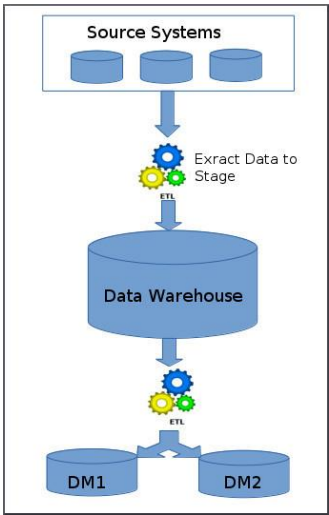 Source Systems
Exract Data to
Stage
ETL
Data Warehouse
ETL
DM1
DM2